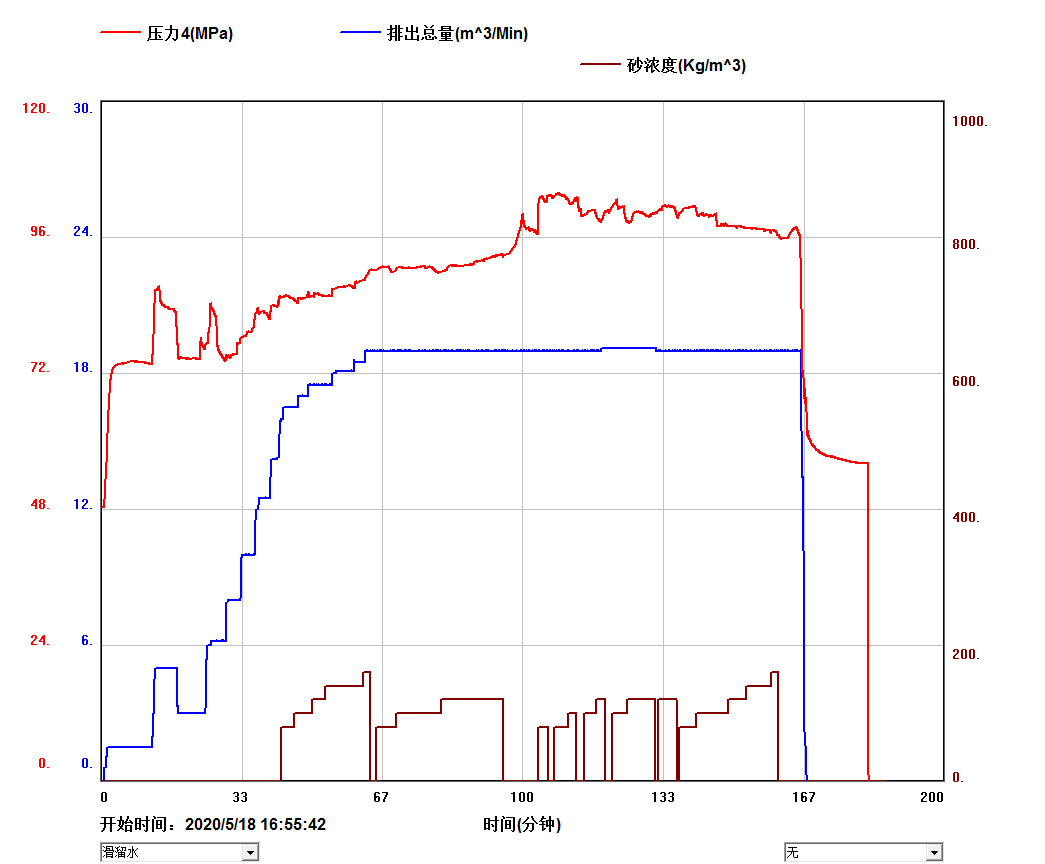 压力4(MPa) 排出总量(m^3/Min)
砂浓度(Kg/m^3)
120. 30. 1000.
96. 24. 800.
72. 18. 600.
48. 12. 400.
24. 6. 200.
0. 0. 0.
0 33 67 100 133 167 200
开始时间：2020/5/18 16:55:42 时间(分钟)
滑溜水 无